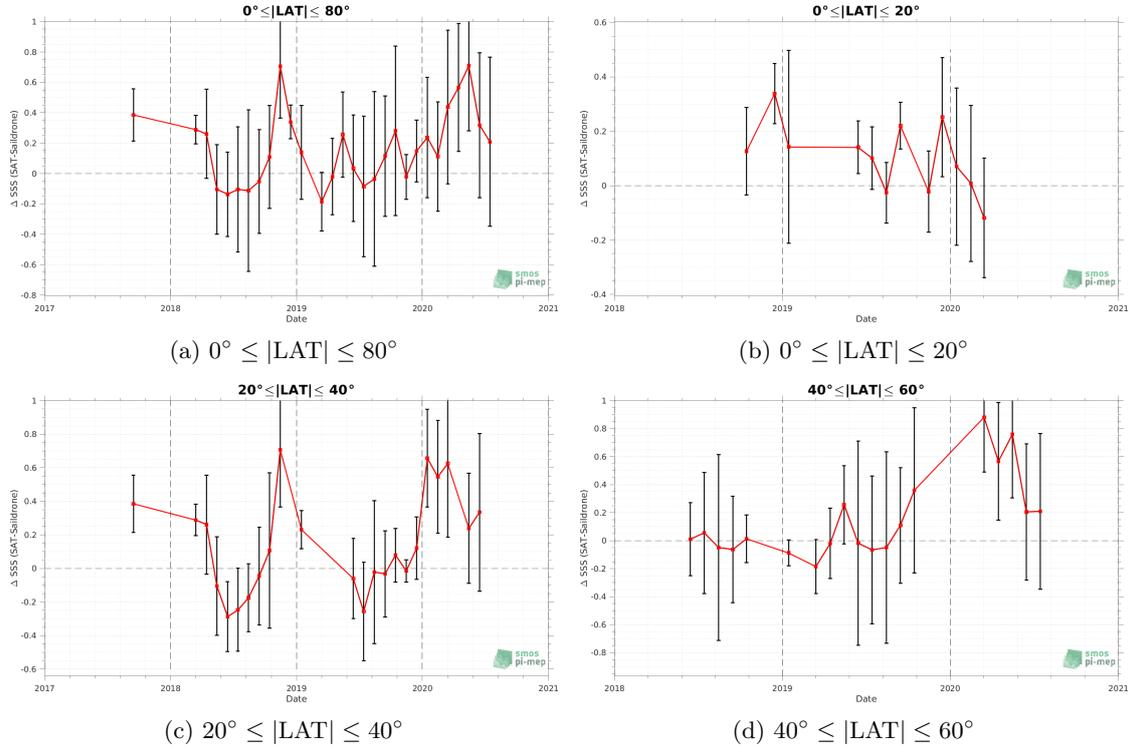 0°≤|LAT|≤ 80°
1
0.8
0.6
0.4
0.2
0
-0.2
-0.4
-0.6
-0.8
Δ SSS (SAT-Saildrone)
2017 2018 2019 2020 2021
Date
smos
pi-mep
(a) 0° ≤ |LAT| ≤ 80°
0°≤|LAT|≤ 20°
0.6
0.4
0.2
0
-0.2
-0.4
Δ SSS (SAT-Saildrone)
2018 2019 2020 2021
Date
smos
pi-mep
(b) 0° ≤ |LAT| ≤ 20°
20°≤|LAT|≤ 40°
1
0.8
0.6
0.4
0.2
0
-0.2
-0.4
-0.6
Δ SSS (SAT-Saildrone)
2017 2018 2019 2020 2021
Date
smos
pi-mep
(c) 20° ≤ |LAT| ≤ 40°
40°≤|LAT|≤ 60°
1
0.8
0.6
0.4
0.2
0
-0.2
-0.4
-0.6
-0.8
Δ SSS (SAT-Saildrone)
2018 2019 2020 2021
Date
smos
pi-mep
(d) 40° ≤ |LAT| ≤ 60°